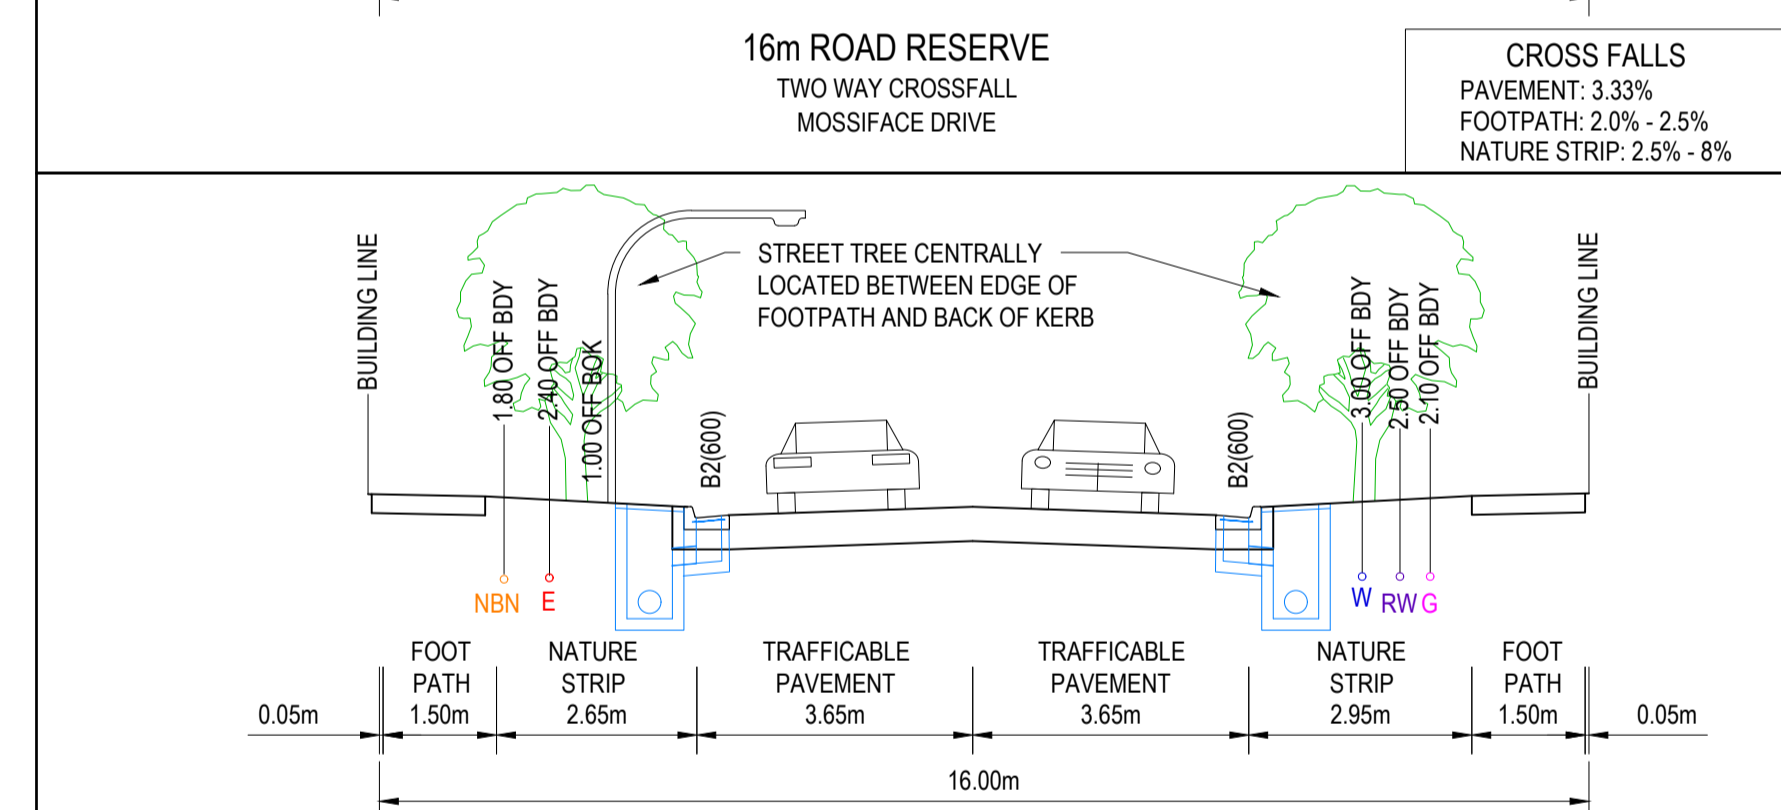 16m ROAD RESERVE
TWO WAY CROSSFALL
MOSSIFACE DRIVE
CROSS FALLS
PAVEMENT: 3.33%
FOOTPATH: 2.0% - 2.5%
NATURE STRIP: 2.5% - 8%
BUILDING LINE
1.80 OFF BDY
2.40 OFF BDY
1.00 OFF BOK
STREET TREE CENTRALLY
LOCATED BETWEEN EDGE OF
FOOTPATH AND BACK OF KERB
B2(600)
B2(600)
3.00 OFF BDY
2.50 OFF BDY
2.10 OFF BDY
BUILDING LINE
NBN
E
W
RW
G
FOOT
PATH
1.50m
NATURE
STRIP
2.65m
TRAFFICABLE
PAVEMENT
3.65m
TRAFFICABLE
PAVEMENT
3.65m
NATURE
STRIP
2.95m
FOOT
PATH
1.50m
0.05m
0.05m
16.00m